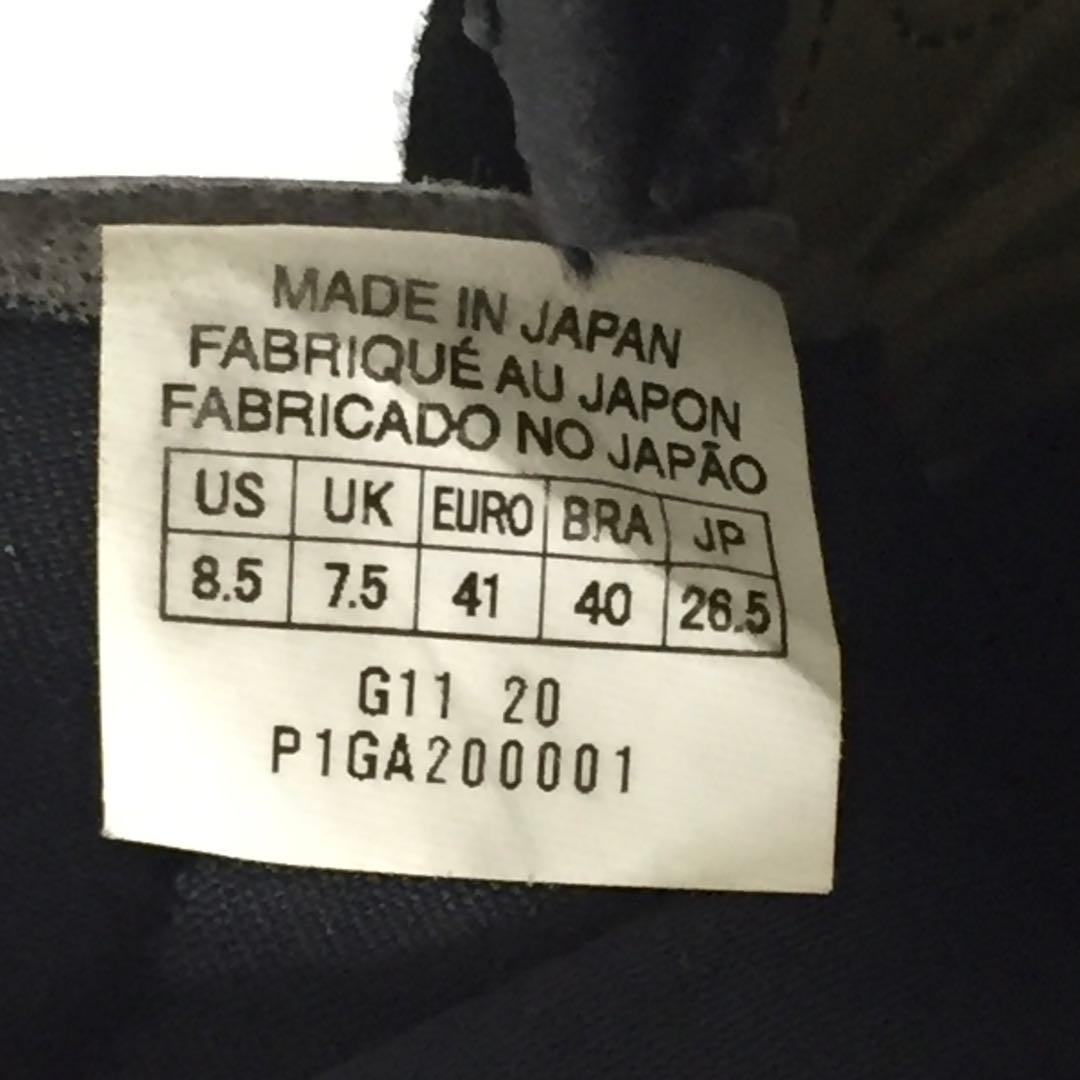 MADE IN JAPAN
FABRIQUÉ AU JAPON
FABRICADO NO JAPÃO
US UK EURO BRA JP
8.5 7.5 41 40 26.5
G11 20
P1GA200001